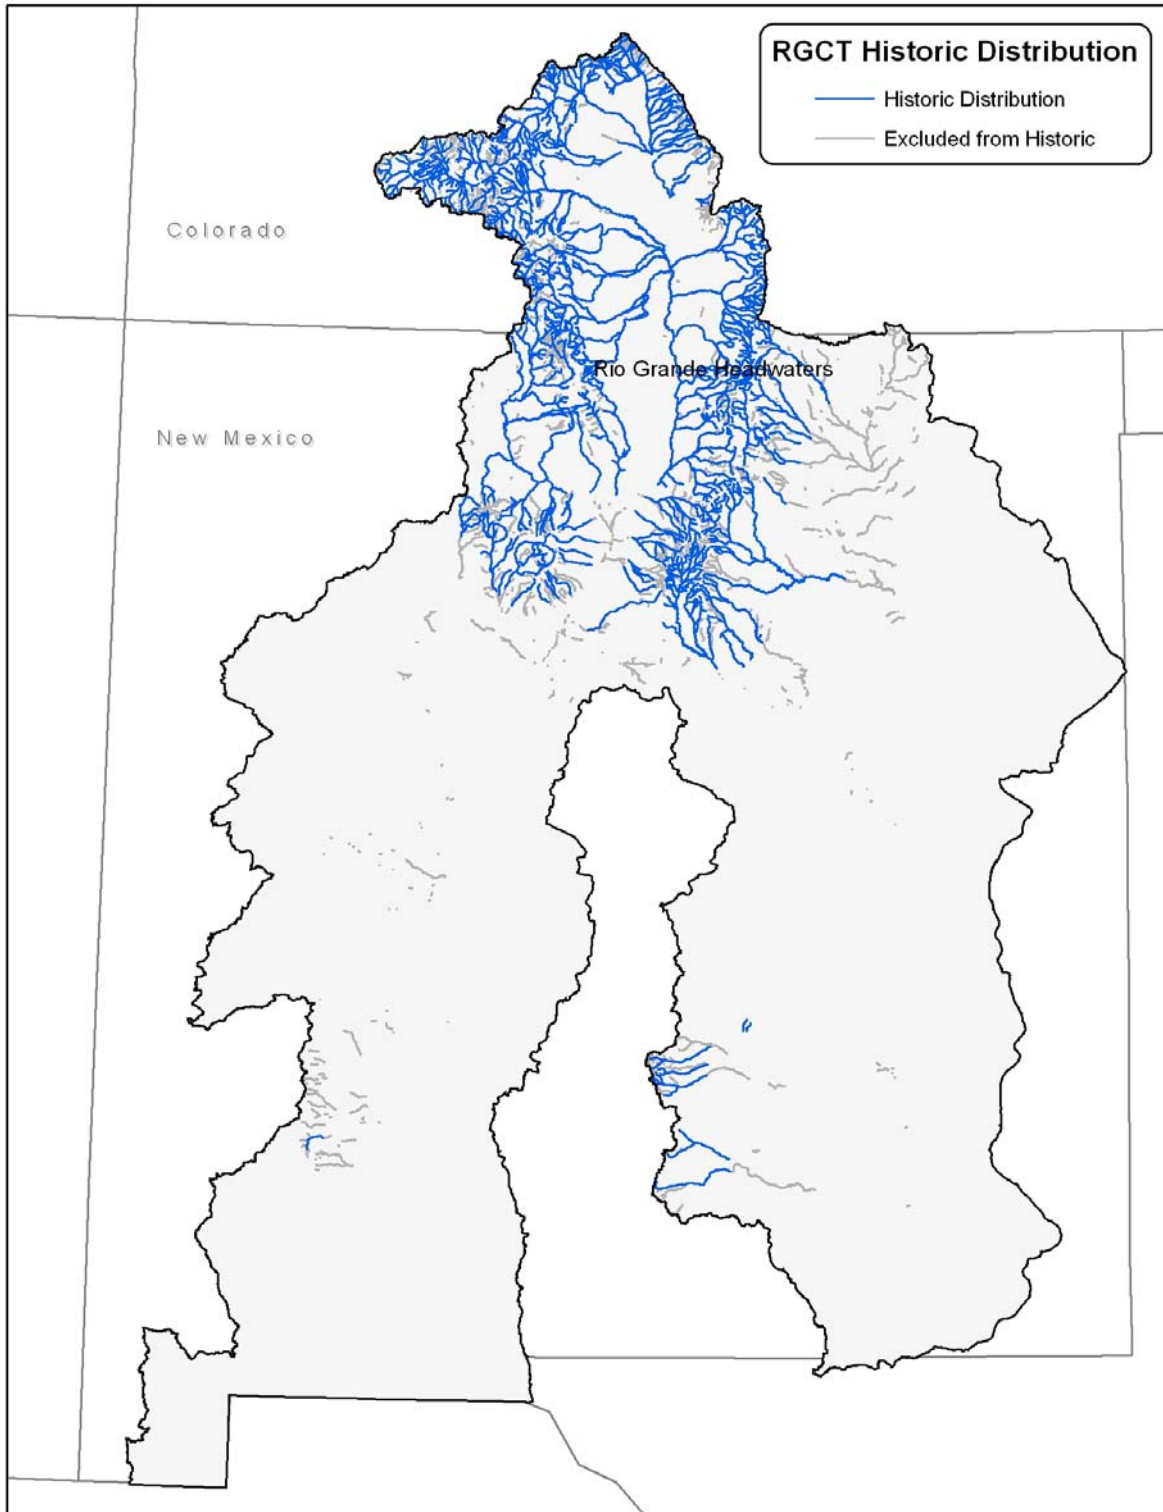 RGCT Historic Distribution
Historic Distribution
Excluded from Historic
Colorado
Rio Grande Headwaters
New Mexico